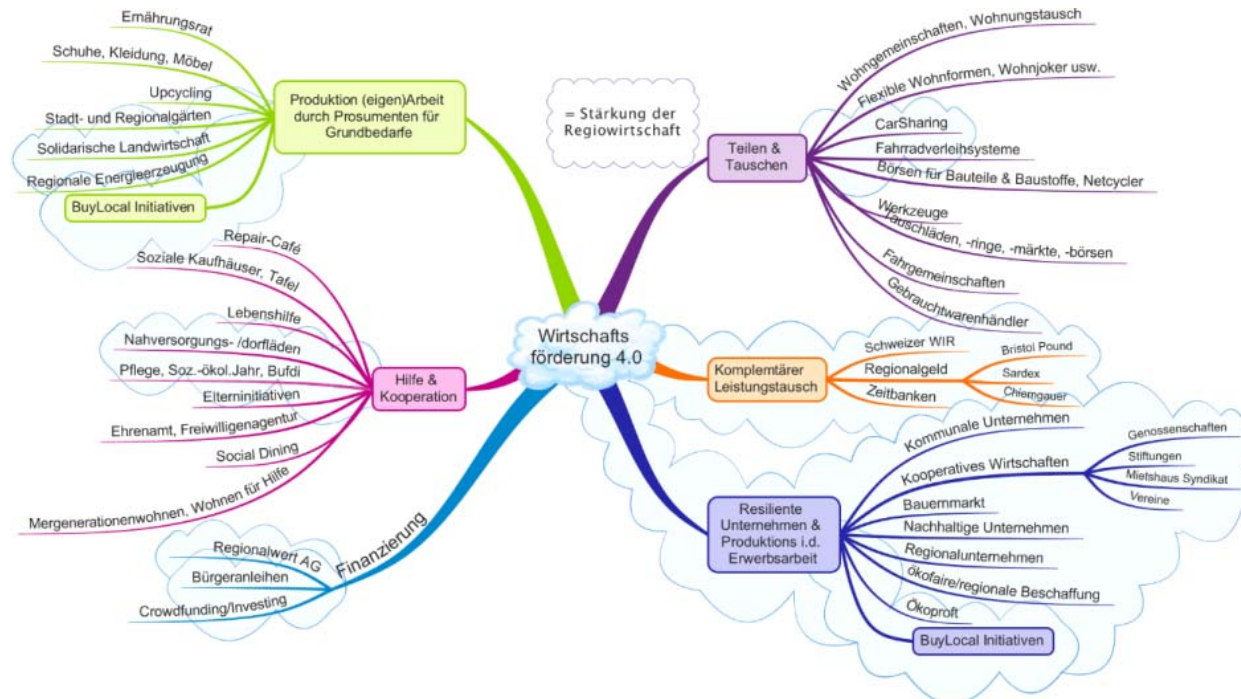 Ernährungsrat
Schuhe, Kleidung, Möbel
Upcycling
Stadt- und Regionalgärten
Solidarische Landwirtschaft
Regionale Energieerzeugung
BuyLocal Initiativen
Produktion (eigen)Arbeit
durch Prosumenten für
Grundbedarfe
= Stärkung der
Regiowirtschaft
Teilen &
Tauschen
Wohngemeinschaften, Wohnungstausch
Flexible Wohnformen, Wohnjoker usw.
CarSharing
Fahrradverleihsysteme
Börsen für Bauteile & Baustoffe, Netcycler
Werkzeuge
Tauschläden, -ringe, -märkte, -börsen
Fahrgemeinschaften
Gebrauchtwarenhändler
Repair-Café
Soziale Kaufhäuser, Tafel
Lebenshilfe
Nahversorgungs- /dorfläden
Pflege, Soz.-ökol.Jahr, Bufdi
Elterninitiativen
Ehrenamt, Freiwilligenagentur
Social Dining
Mergenerationenwohnen, Wohnen für Hilfe
Hilfe &
Kooperation
Wirtschafts
förderung 4.0
Komplemtärer
Leistungstausch
Schweizer WIR
Regionalgeld
Zeitbanken
Bristol Pound
Sardex
Chiemgauer
Finanzierung
Regionalwert AG
Bürgeranleihen
Crowdfunding/Investing
Resiliente
Unternehmen &
Produktions i.d.
Erwerbsarbeit
Kommunale Unternehmen
Kooperatives Wirtschaften
Genossenschaften
Stiftungen
Mietshaus Syndikat
Vereine
Bauernmarkt
Nachhaltige Unternehmen
Regionalunternehmen
ökofaire/regionale Beschaffung
Ökoproft
BuyLocal Initiativen